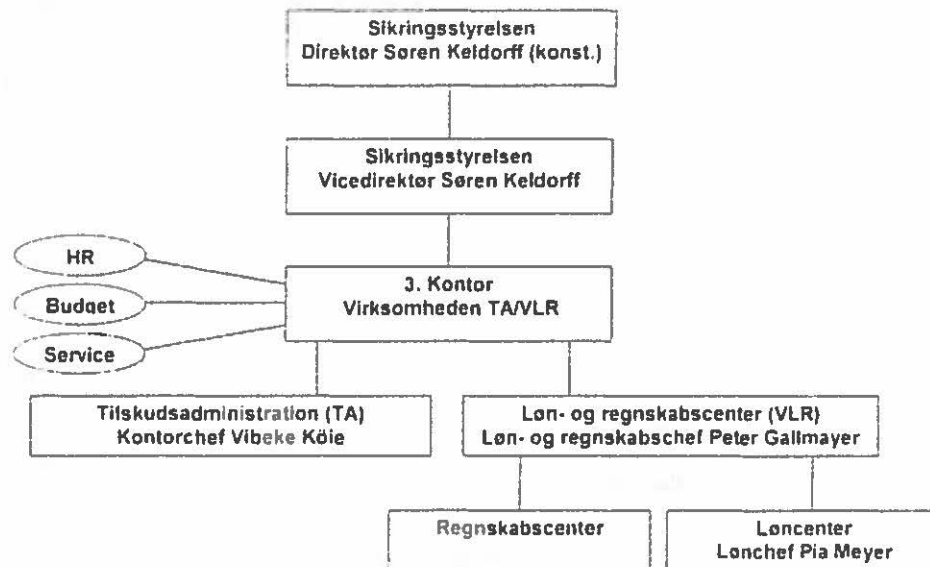 Sikringsstyrelsen
Direktør Søren Keldorff (konst.)
Sikringsstyrelsen
Vicedirektør Søren Keldorff
HR
Budget
Service
3. Kontor
Virksomheden TA/VLR
Tilskudsadministration (TA)
Kontorchef Vibeke Köie
Løn- og regnskabscenter (VLR)
Løn- og regnskabschef Peter Gallmayer
Regnskabscenter
Løncenter
Lønchef Pia Meyer